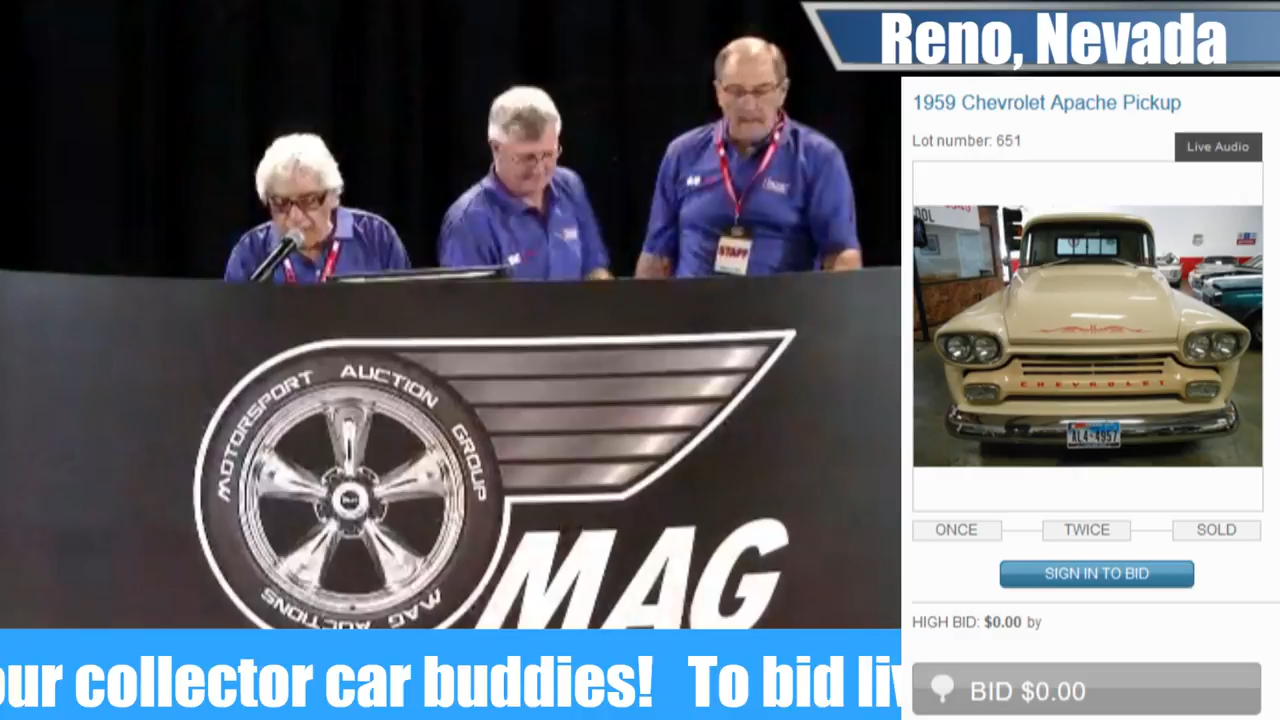 Reno, Nevada
1959 Chevrolet Apache Pickup
Lot number: 651
Live Audio
CHEVROLET
AL4-4957
ONCE
TWICE
SOLD
SIGN IN TO BID
HIGH BID: $0.00 by
BID $0.00
STAFF
MOTORSPORT AUCTION GROUP
MAG AUCTIONS
MAG
our collector car buddies! To bid liv